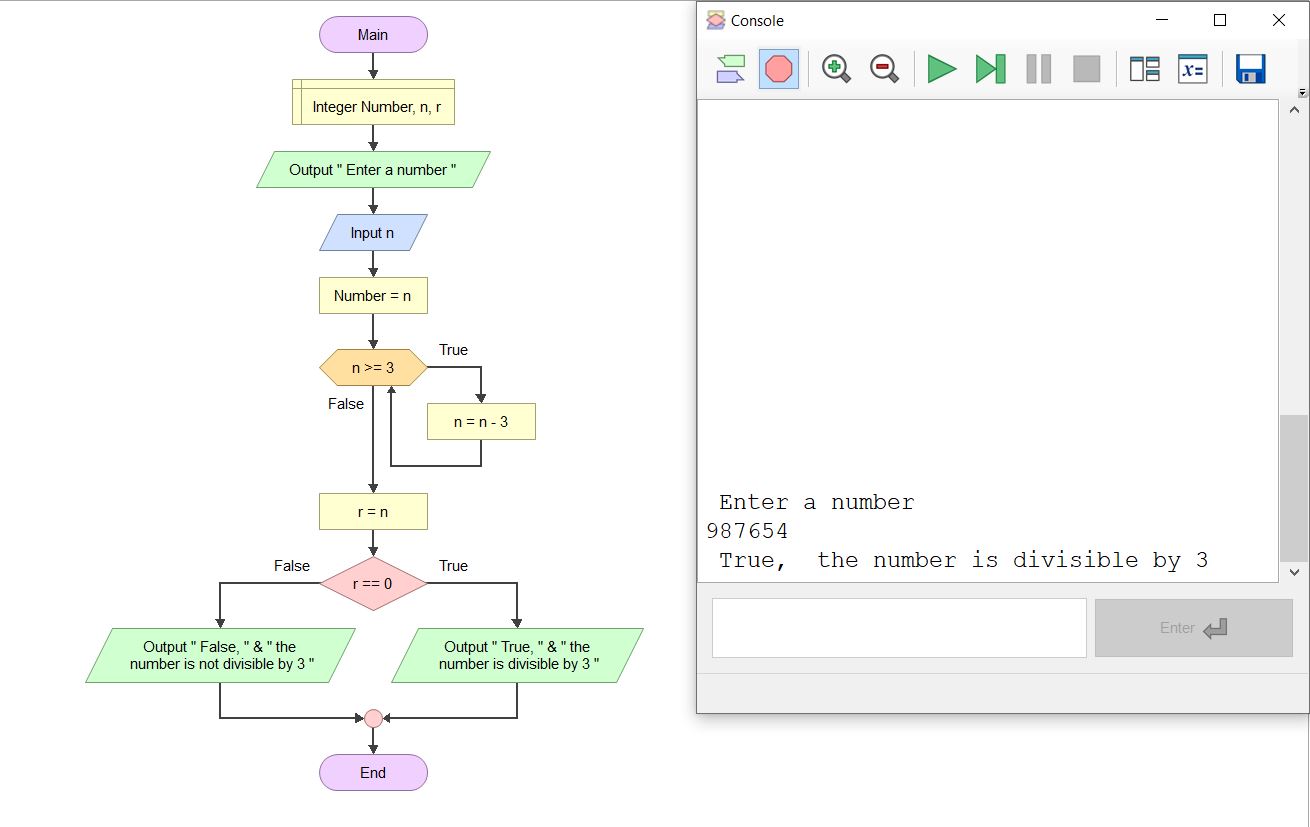 Main
Integer Number, n, r
Output " Enter a number "
Input n
Number = n
n >= 3
True
False
n = n - 3
r = n
r == 0
False
True
Output " False, " & " the
number is not divisible by 3 "
Output " True, " & " the
number is divisible by 3 "
End
Console
x=
Enter a number
987654
True,  the number is divisible by 3
Enter